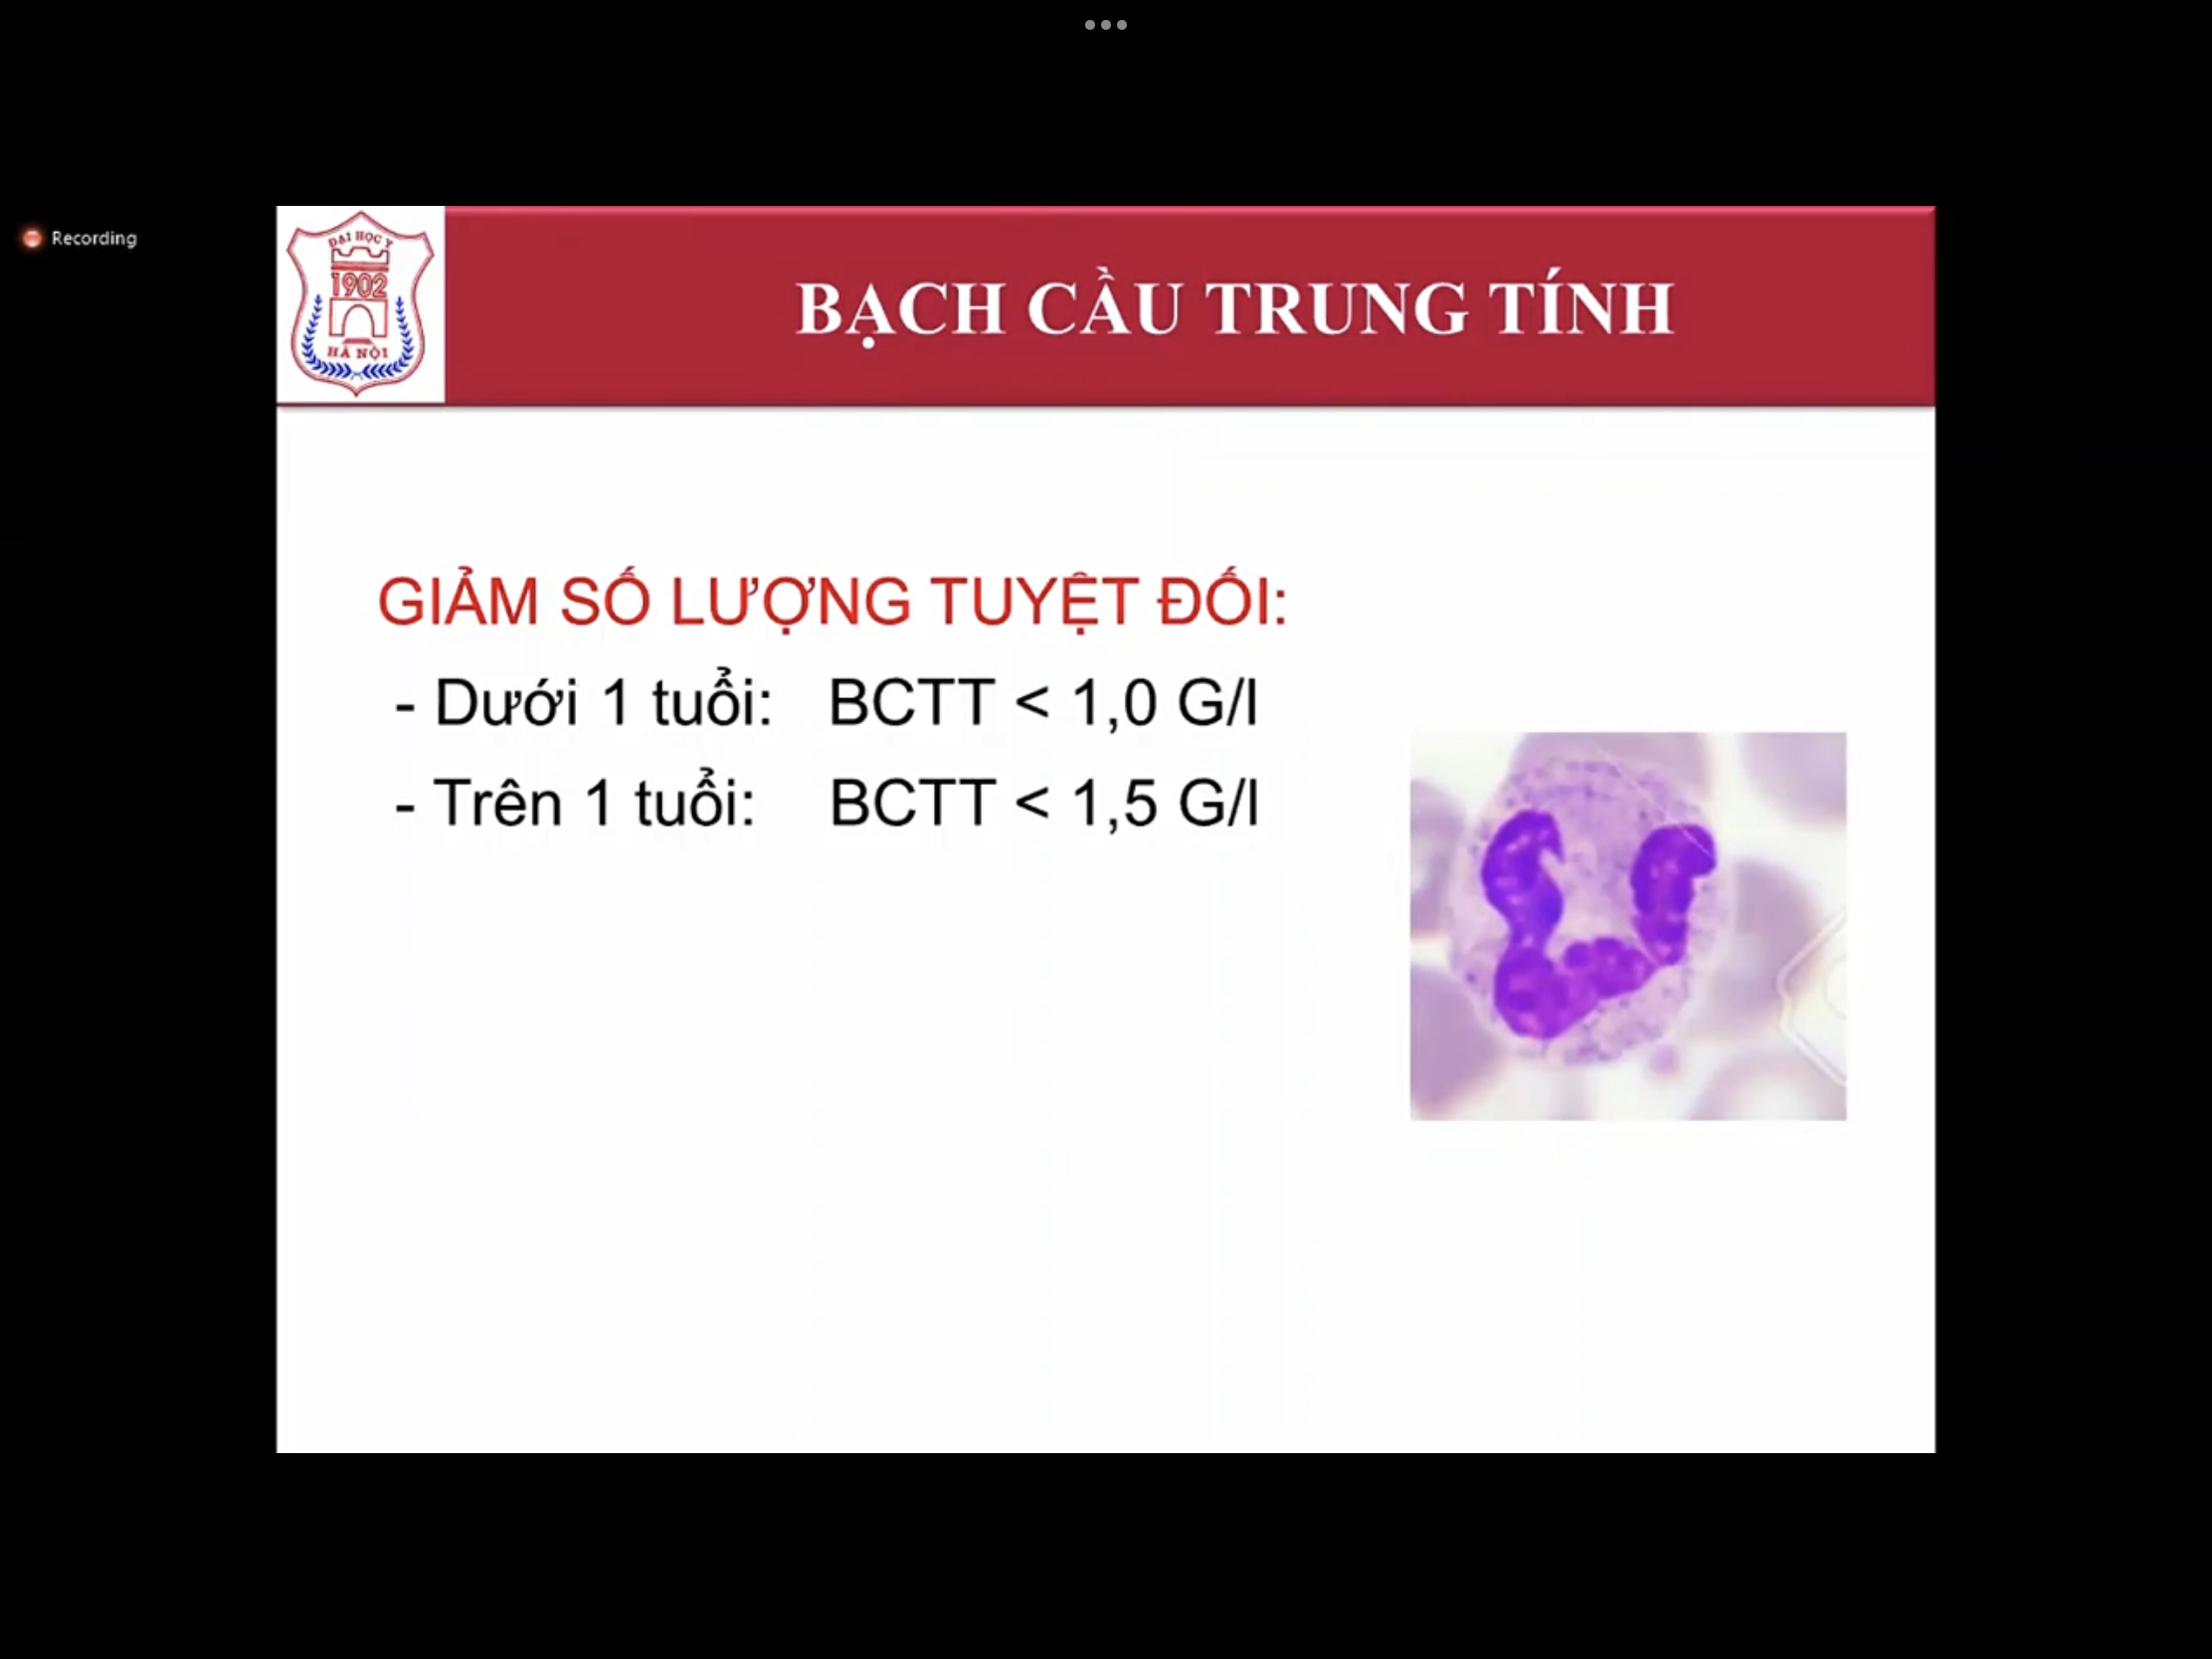 Recording
ĐẠI HỌC Y
1902
HÀ NỘI
BẠCH CẦU TRUNG TÍNH
GIẢM SỐ LƯỢNG TUYỆT ĐỐI:
- Dưới 1 tuổi: BCTT < 1,0 G/l
- Trên 1 tuổi: BCTT < 1,5 G/l